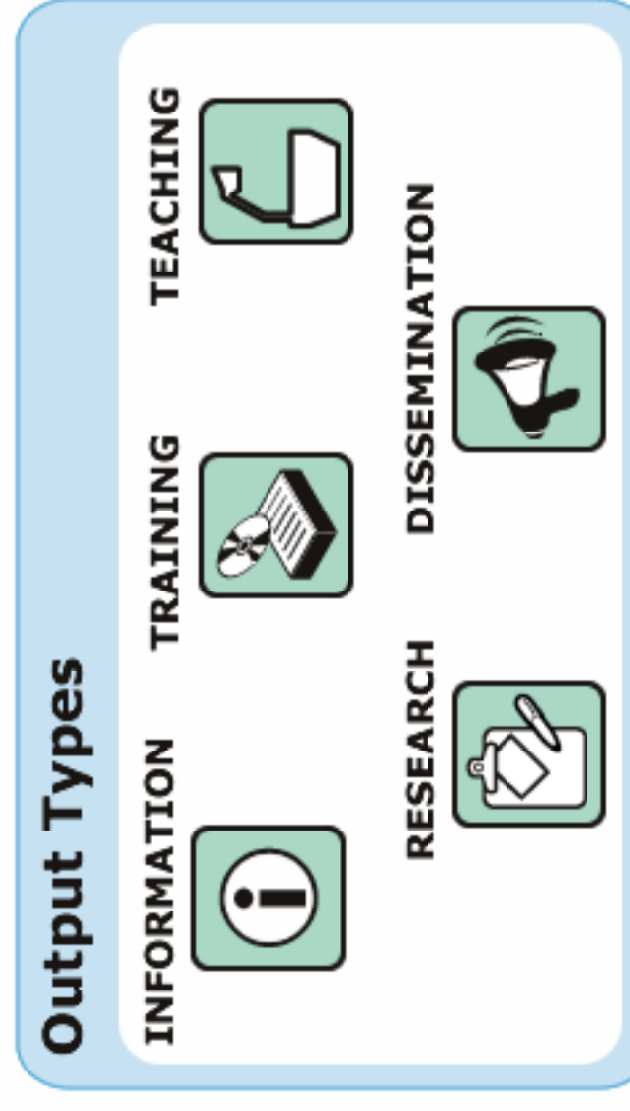 Output Types
INFORMATION TRAINING TEACHING
RESEARCH DISSEMINATION